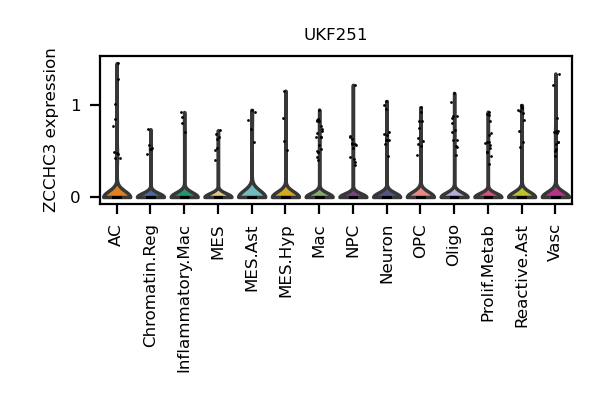 UKF251
ZCCHC3 expression
1
0
AC
Chromatin.Reg
Inflammatory.Mac
MES
MES.Ast
MES.Hyp
Mac
NPC
Neuron
OPC
Oligo
Prolif.Metab
Reactive.Ast
Vasc